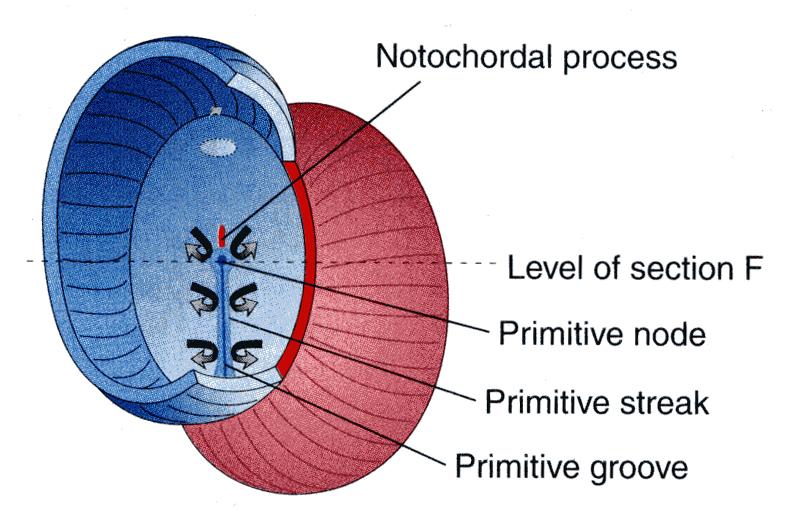 Notochordal process
Level of section F
Primitive node
Primitive streak
Primitive groove